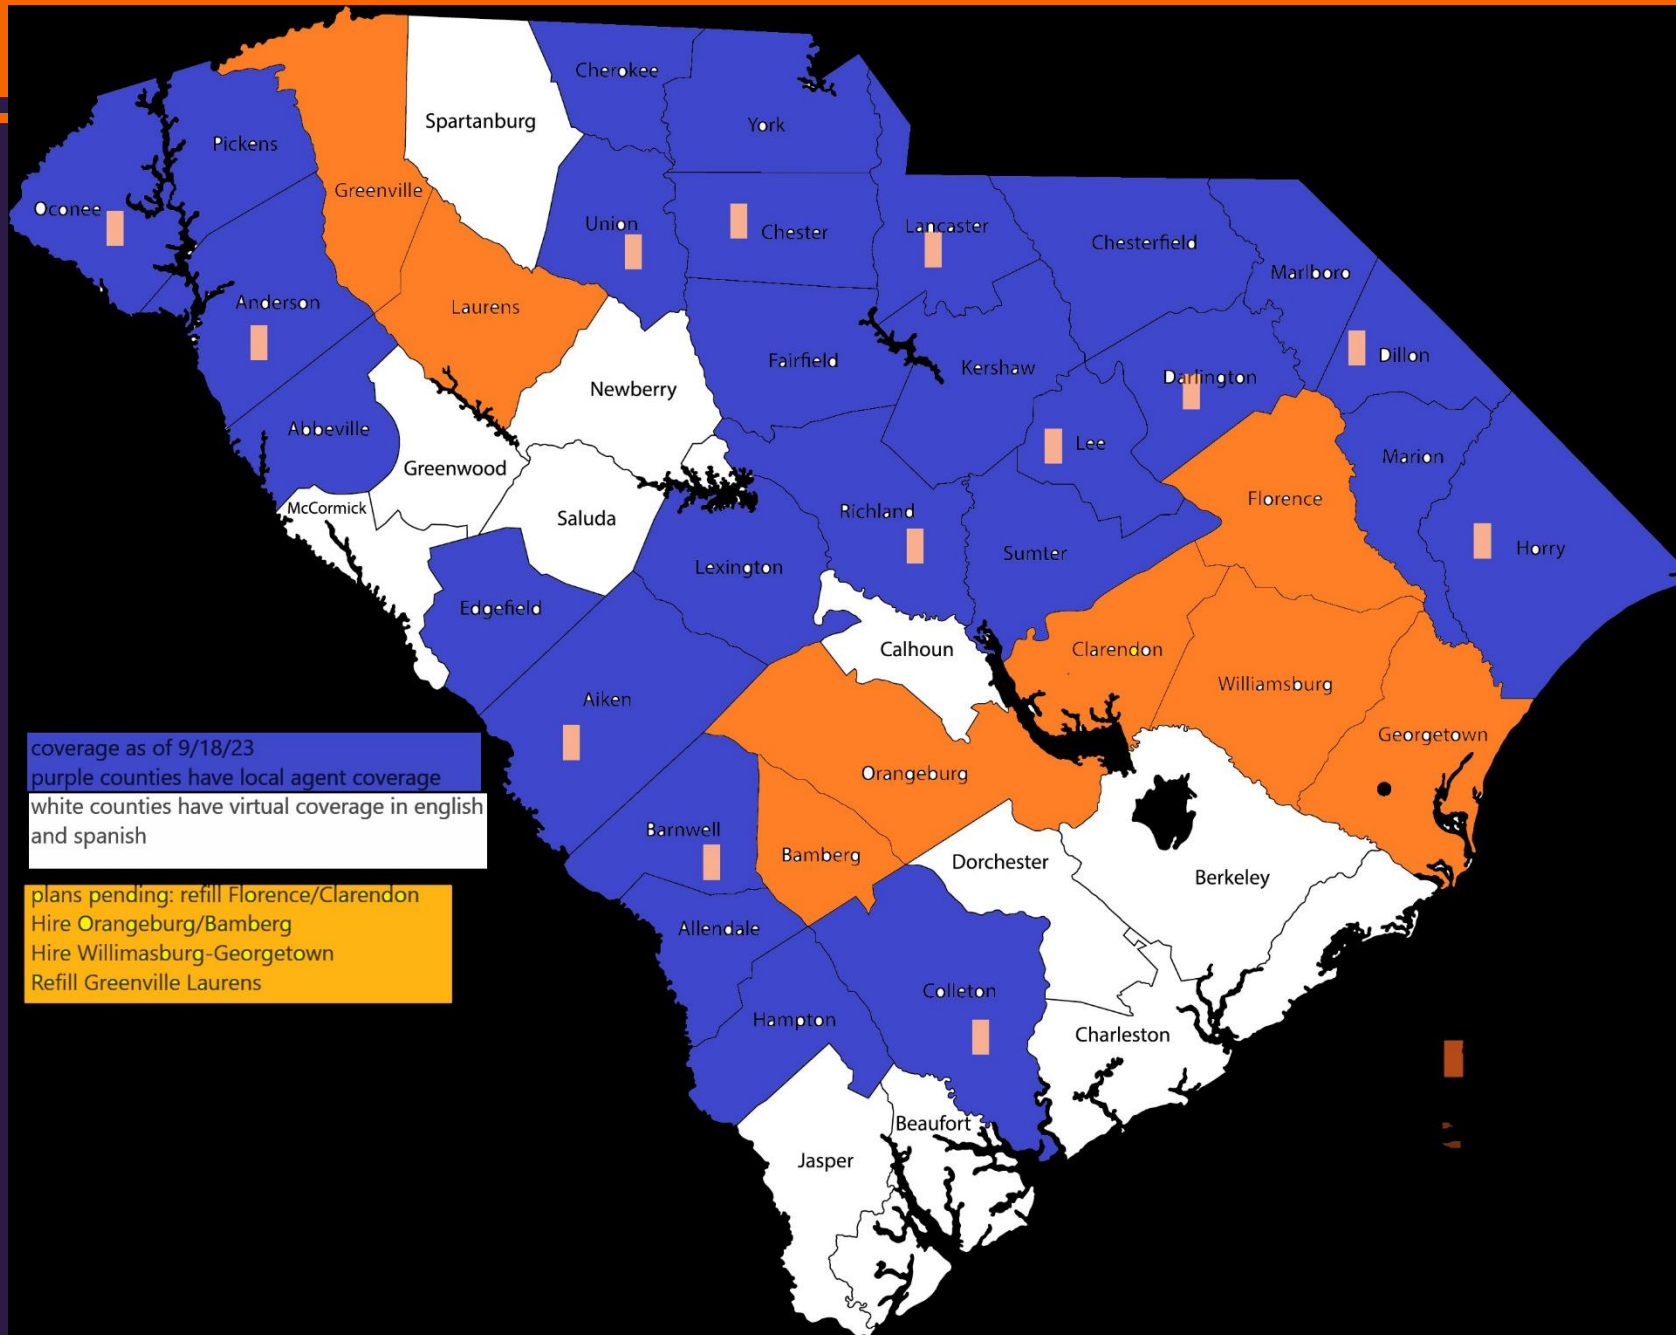 Cherokee
Spartanburg
York
Pickens
Greenville
Oconee
Union
Chester
Lancaster
Chesterfield
Marlboro
Anderson
Laurens
Fairfield
Kershaw
Dillon
Newberry
Darlington
Abbeville
Lee
Marion
Greenwood
Florence
McCormick
Saluda
Richland
Sumter
Horry
Lexington
Edgefield
Calhoun
Clarendon
Williamsburg
Aiken
Georgetown
Orangeburg
coverage as of 9/18/23
purple counties have local agent coverage
white counties have virtual coverage in english
and spanish
Barnwell
Bamberg
Dorchester
Berkeley
plans pending: refill Florence/Clarendon
Hire Orangeburg/Bamberg
Hire Willimasburg-Georgetown
Refill Greenville Laurens
Allendale
Colleton
Hampton
Charleston
Beaufort
Jasper